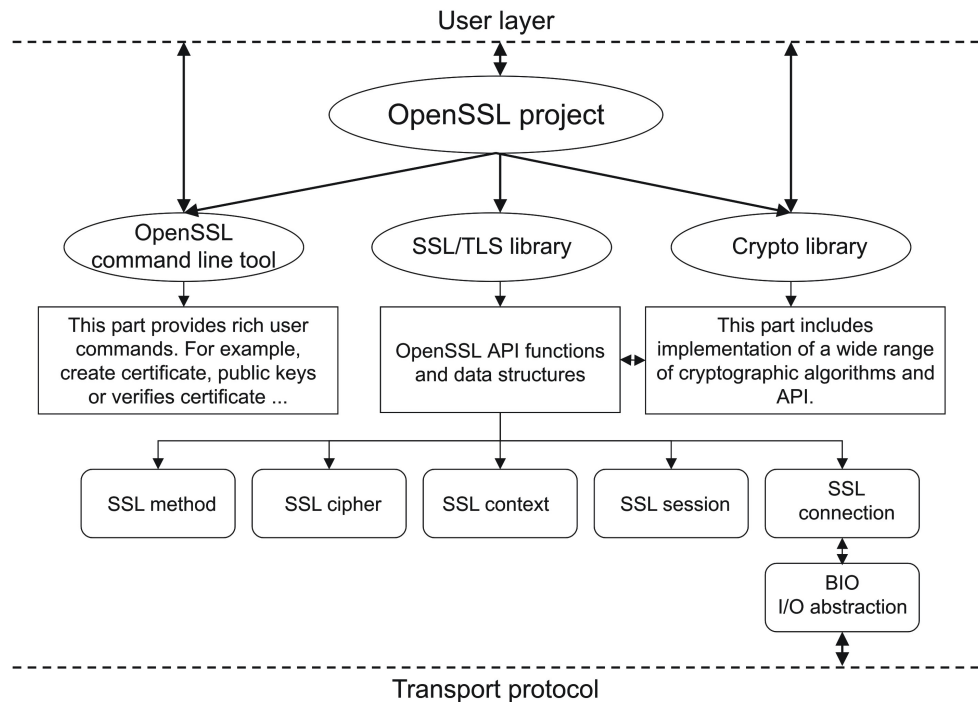 User layer
OpenSSL project
OpenSSL
command line tool
SSL/TLS library
Crypto library
This part provides rich user
commands. For example,
create certificate, public keys
or verifies certificate ...
OpenSSL API functions
and data structures
This part includes
implementation of a wide range
of cryptographic algorithms and
API.
SSL method
SSL cipher
SSL context
SSL session
SSL
connection
BIO
I/O abstraction
Transport protocol